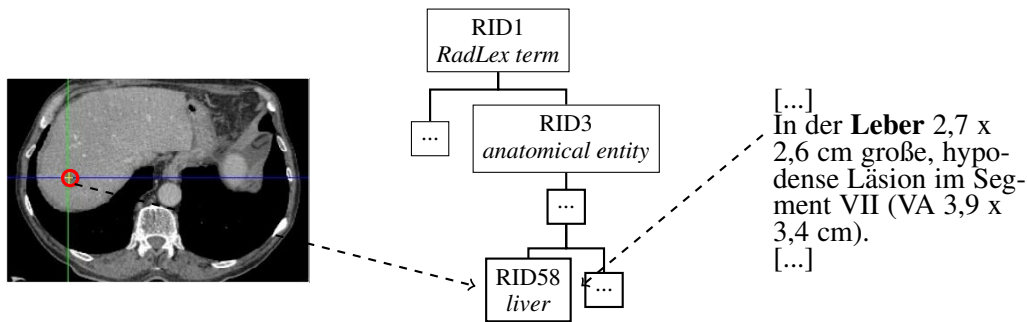 RID1
RadLex term
...
RID3
anatomical entity
...
RID58
liver
...
[...]
In der Leber 2,7 x
2,6 cm große, hypo-
dense Läsion im Seg-
ment VII (VA 3,9 x
3,4 cm).
[...]